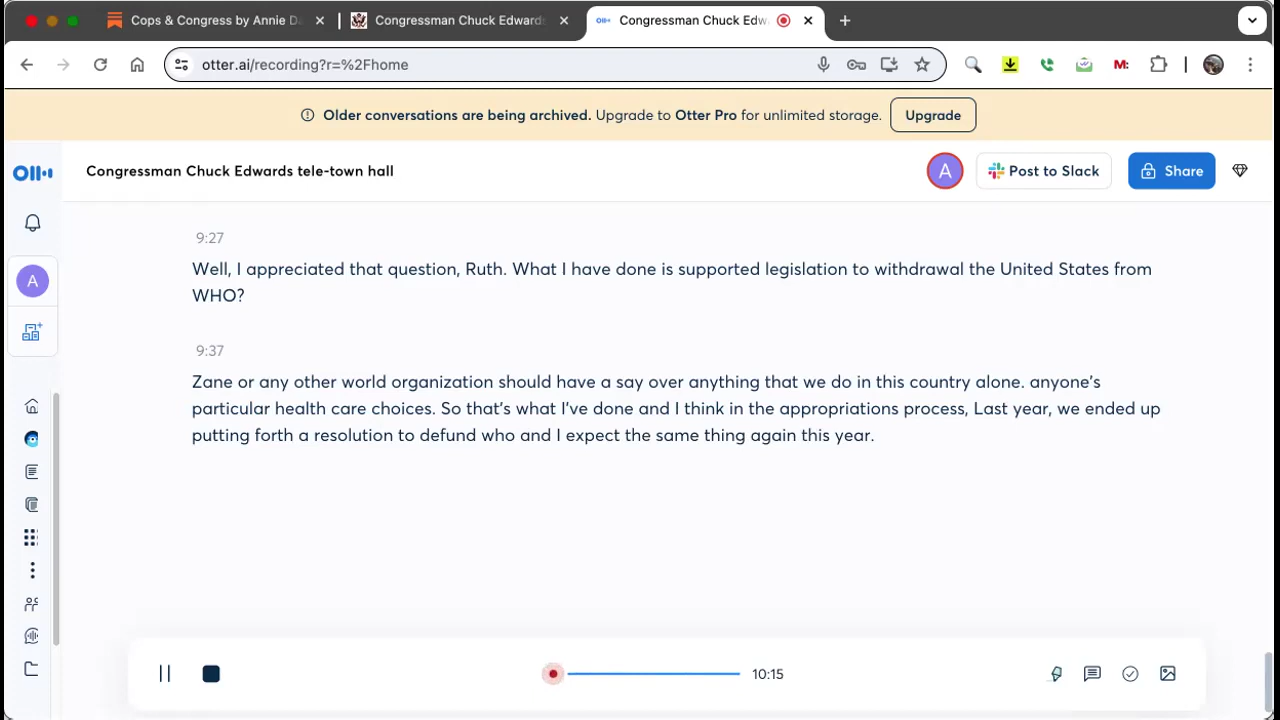 Cops & Congress by Annie Da
Congressman Chuck Edwards
Congressman Chuck Edw
otter.ai/recording?r=%2Fhome
M:
Older conversations are being archived. Upgrade to Otter Pro for unlimited storage.
Upgrade
Congressman Chuck Edwards tele-town hall
A
Post to Slack
Share
A
9:27
Well, I appreciated that question, Ruth. What I have done is supported legislation to withdrawal the United States from
WHO?
9:37
Zane or any other world organization should have a say over anything that we do in this country alone. anyone's
particular health care choices. So that's what I've done and I think in the appropriations process, Last year, we ended up
putting forth a resolution to defund who and I expect the same thing again this year.
10:15